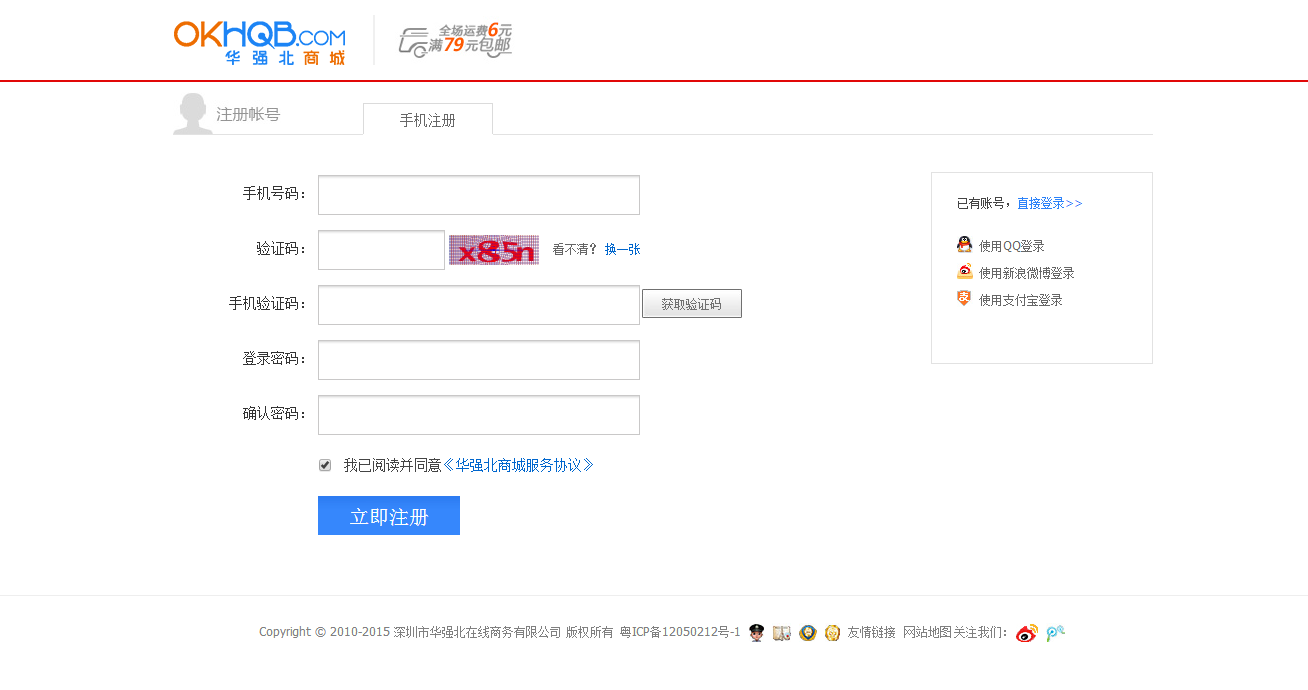 OKHQB.COM
华强北商城
全场运费6元
满79元包邮
注册帐号
手机注册
手机号码：
验证码：
x85n
看不清？ 换一张
手机验证码：
获取验证码
登录密码：
确认密码：
我已阅读并同意《华强北商城服务协议》
立即注册
已有账号，直接登录>>
使用QQ登录
使用新浪微博登录
使用支付宝登录
Copyright © 2010-2015 深圳市华强北在线商务有限公司 版权所有 粤ICP备12050212号-1 友情链接 网站地图关注我们：